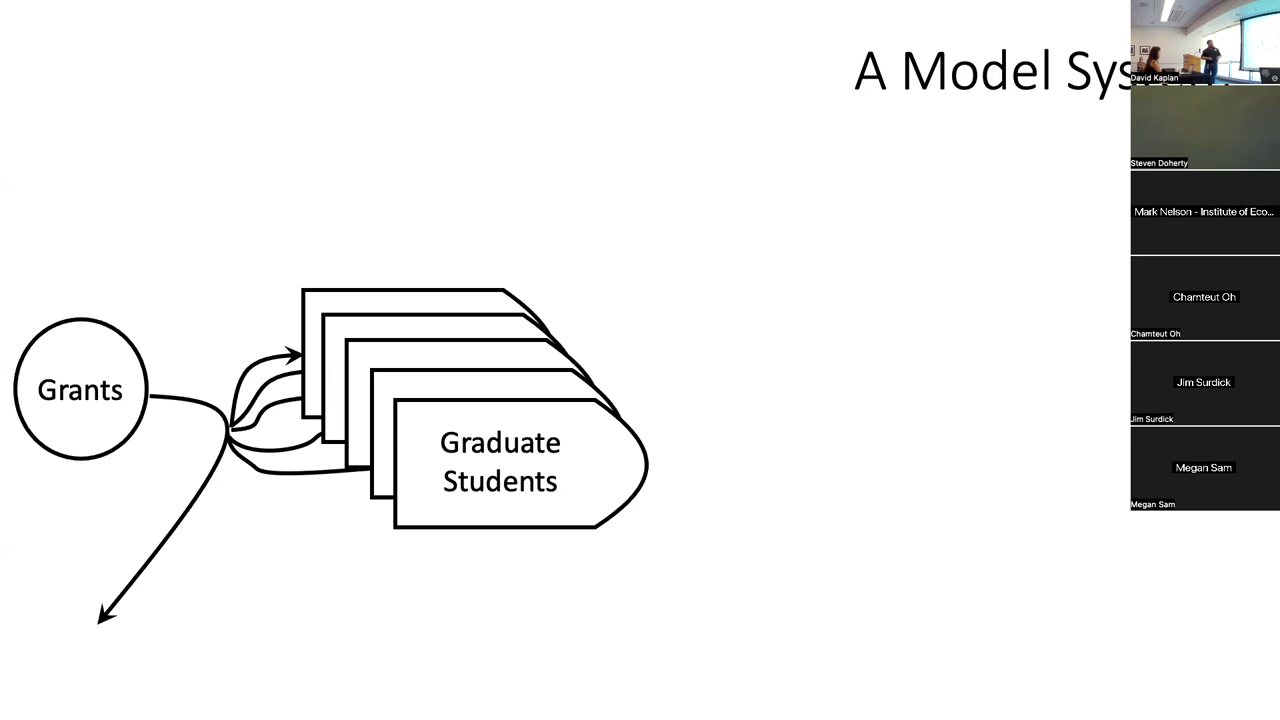 A Model Sys
Grants
Graduate
Students
David Kaplan
Steven Doherty
Mark Nelson - Institute of Eco...
Chamteut Oh
Chamteut Oh
Jim Surdick
Jim Surdick
Megan Sam
Megan Sam